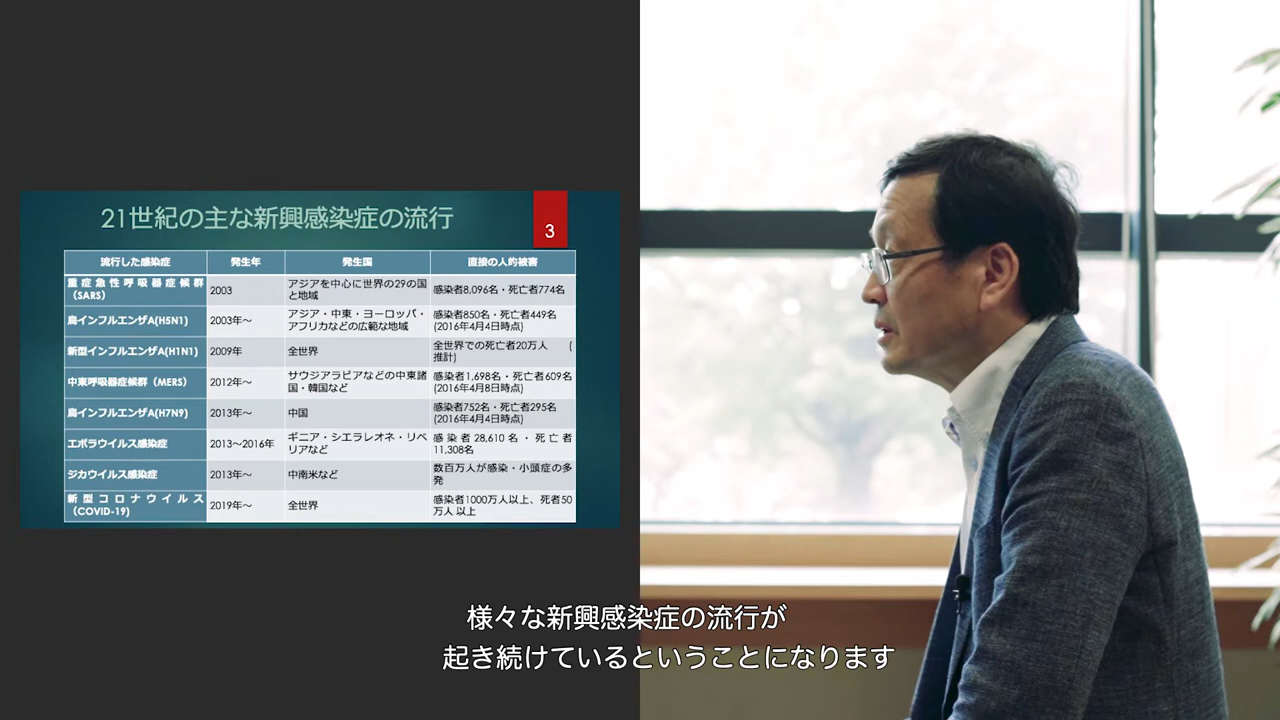 21世紀の主な新興感染症の流行
3
流行した感染症 発生年 発生国 直接の人的被害
重症急性呼吸器症候群
（SARS）
2003
アジアを中心に世界の29の国
と地域
感染者8,096名・死亡者774名
鳥インフルエンザA(H5N1)
2003年～
アジア・中東・ヨーロッパ・
アフリカなどの広範な地域
感染者850名・死亡者449名
(2016年4月4日時点)
新型インフルエンザA(H1N1)
2009年
全世界
全世界での死亡者20万人 (
推計)
中東呼吸器症候群（MERS）
2012年～
サウジアラビアなどの中東諸
国・韓国など
感染者1,698名・死亡者609名
(2016年4月8日時点)
鳥インフルエンザA(H7N9)
2013年～
中国
感染者752名・死亡者295名
(2016年4月4日時点)
エボラウイルス感染症
2013～2016年
ギニア・シエラレオネ・リベ
リアなど
感染者28,610名・死亡者
11,308名
ジカウイルス感染症
2013年～
中南米など
数百万人が感染・小頭症の多
発
新型コロナウイルス
（COVID-19)
2019年～
全世界
感染者1000万人以上、死者50
万人以上
様々な新興感染症の流行が
起き続けているということになります